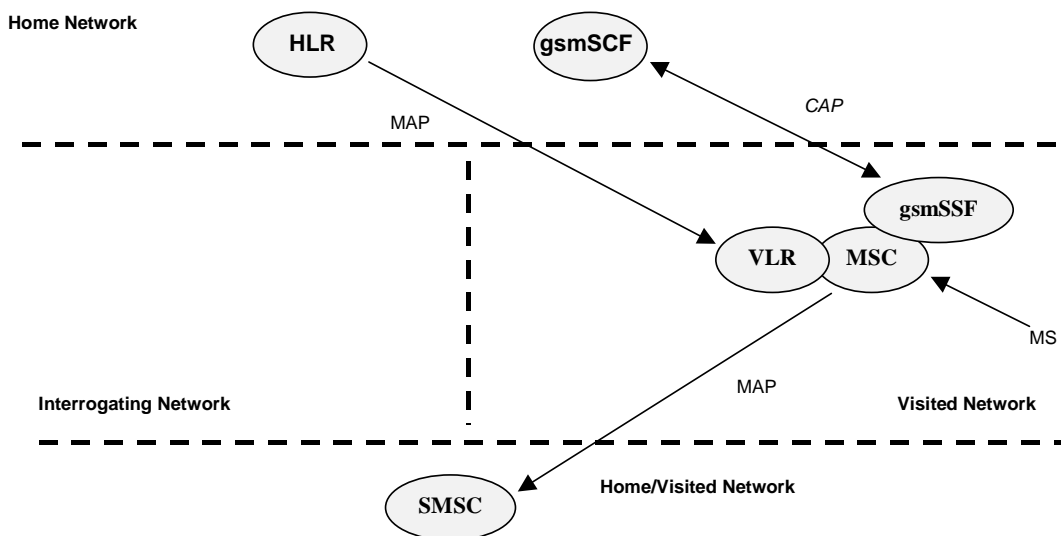 Home Network
HLR
gsmSCF
CAP
MAP
gsmSSF
VLR
MSC
MS
MAP
Interrogating Network
Visited Network
Home/Visited Network
SMSC